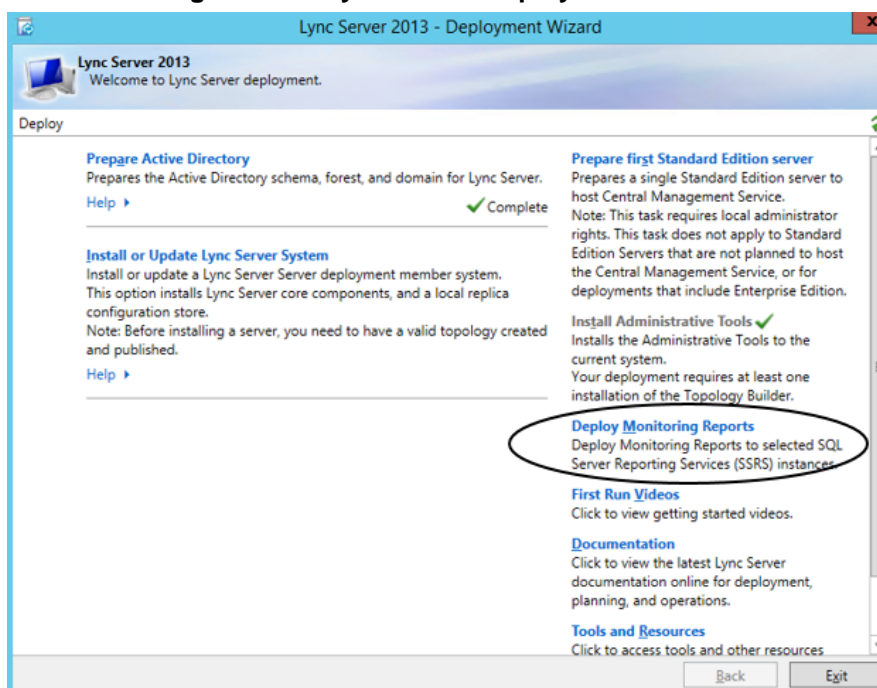 Lync Server 2013 - Deployment Wizard
x
Lync Server 2013
Welcome to Lync Server deployment.
Deploy
Prepare Active Directory
Prepares the Active Directory schema, forest, and domain for Lync Server.
Help
Complete
Install or Update Lync Server System
Install or update a Lync Server Server deployment member system.
This option installs Lync Server core components, and a local replica
configuration store.
Note: Before installing a server, you need to have a valid topology created
and published.
Help
Prepare first Standard Edition server
Prepares a single Standard Edition server to
host Central Management Service.
Note: This task requires local administrator
rights. This task does not apply to Standard
Edition Servers that are not planned to host
the Central Management Service, or for
deployments that include Enterprise Edition.
Install Administrative Tools
Installs the Administrative Tools to the
current system.
Your deployment requires at least one
installation of the Topology Builder.
Deploy Monitoring Reports
Deploy Monitoring Reports to selected SQL
Server Reporting Services (SSRS) instances.
First Run Videos
Click to view getting started videos.
Documentation
Click to view the latest Lync Server
documentation online for deployment,
planning, and operations.
Tools and Resources
Click to access tools and other resources
Back
Exit